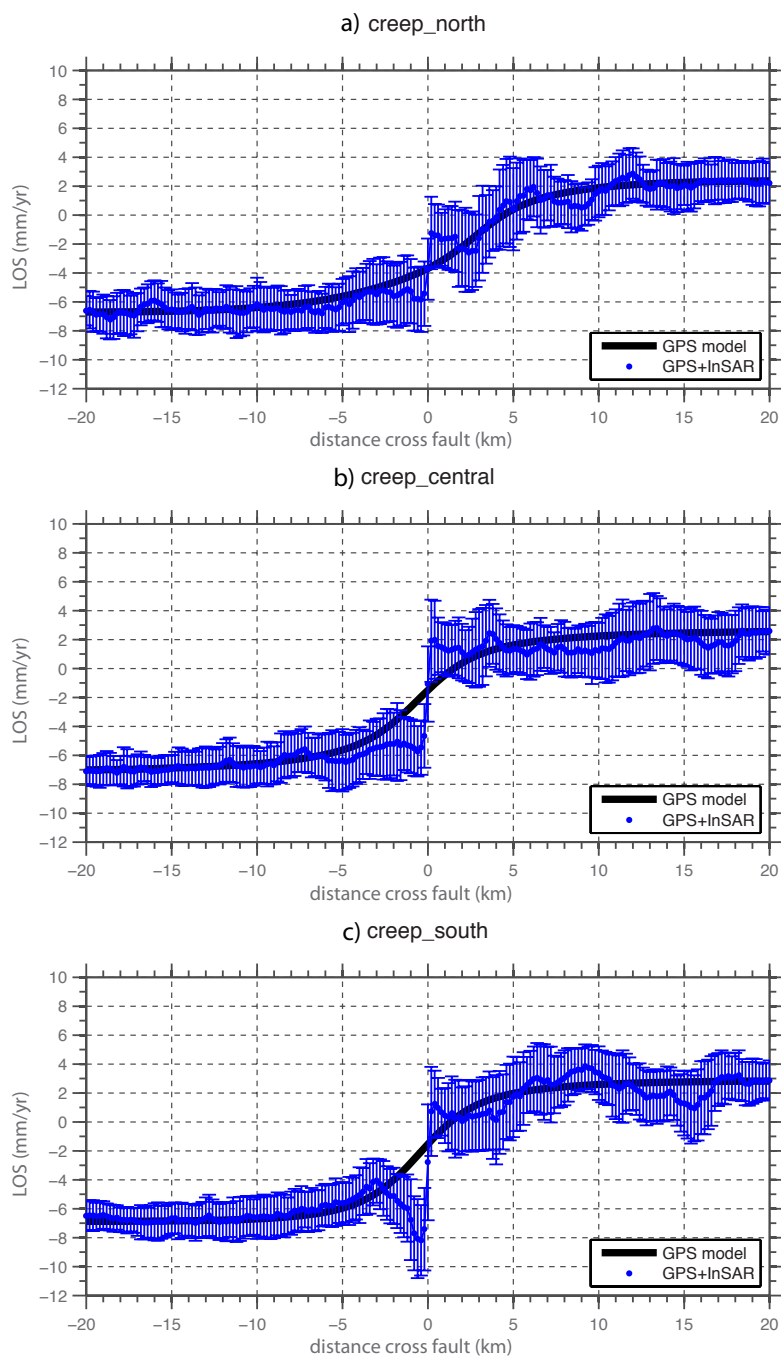 a) creep_north
10
8
6
4
2
0
−2
−4
−6
−8
−10
−12
LOS (mm/yr)
GPS model
GPS+InSAR
−20 −15 −10 −5 0 5 10 15 20
distance cross fault (km)
b) creep_central
10
8
6
4
2
0
−2
−4
−6
−8
−10
−12
LOS (mm/yr)
GPS model
GPS+InSAR
−20 −15 −10 −5 0 5 10 15 20
distance cross fault (km)
c) creep_south
10
8
6
4
2
0
−2
−4
−6
−8
−10
−12
LOS (mm/yr)
GPS model
GPS+InSAR
−20 −15 −10 −5 0 5 10 15 20
distance cross fault (km)